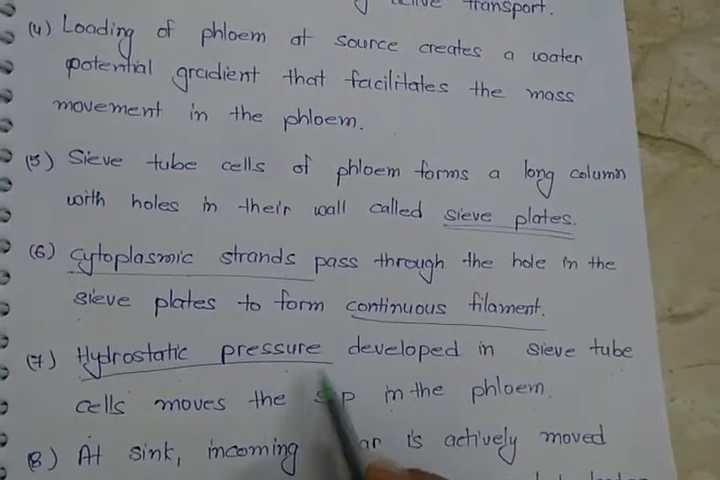 active transport.
(4) Loading of phloem at source creates a water
potential gradient that facilitates the mass
movement in the phloem.
(5) Sieve tube cells of phloem forms a long column
with holes in their wall called sieve plates.
(6) Cytoplasmic strands pass through the hole in the
sieve plates to form continuous filament.
(7) Hydrostatic pressure developed in sieve tube
cells moves the sap in the phloem.
(8) At sink, incoming is actively moved